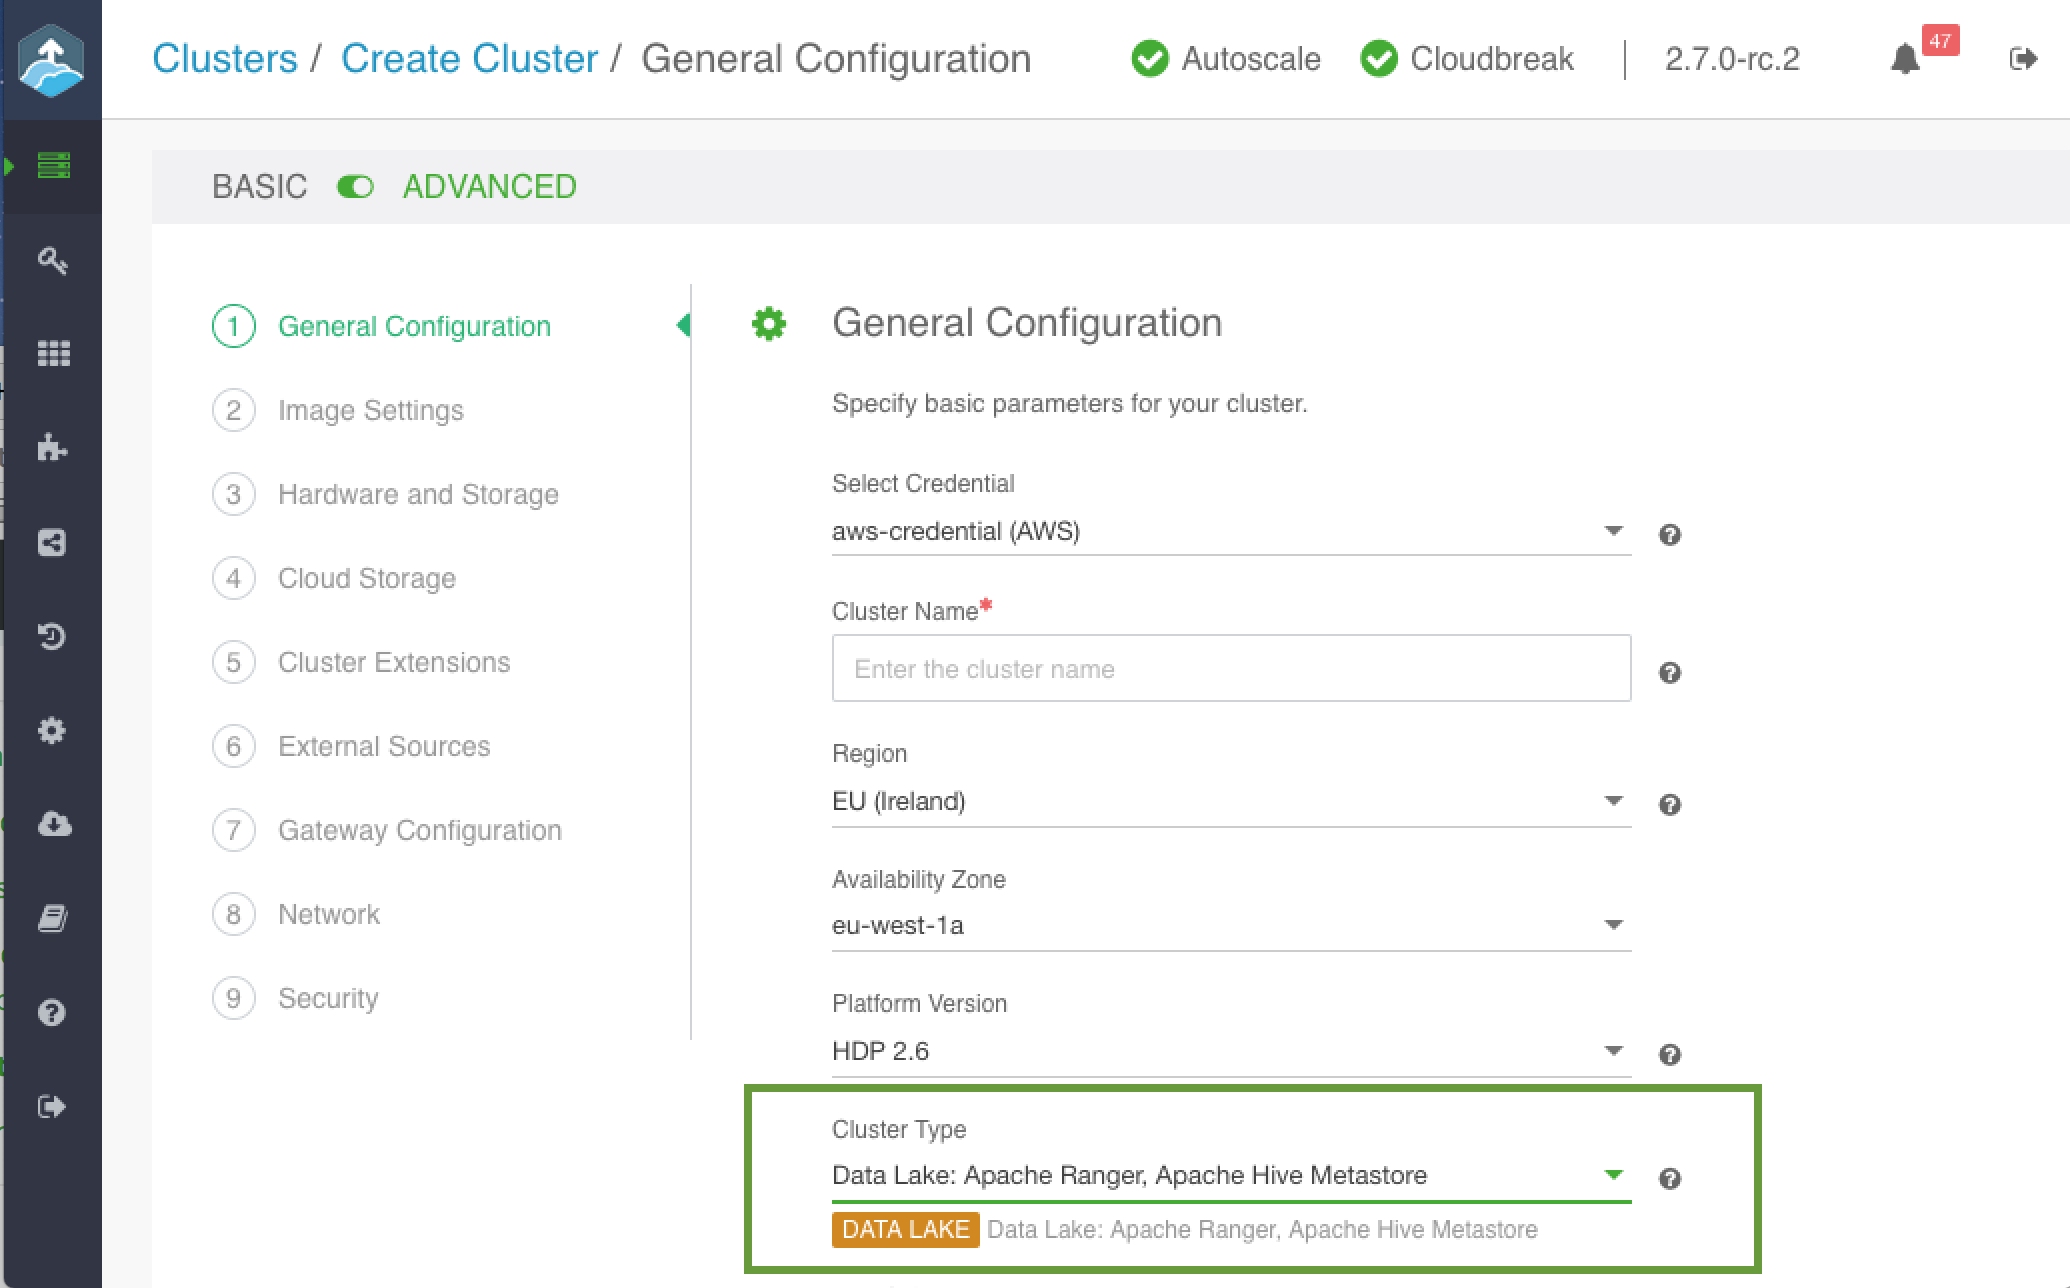 Clusters / Create Cluster / General Configuration
Autoscale Cloudbreak | 2.7.0-rc.2 47
BASIC ADVANCED
1 General Configuration
2 Image Settings
3 Hardware and Storage
4 Cloud Storage
5 Cluster Extensions
6 External Sources
7 Gateway Configuration
8 Network
9 Security
General Configuration
Specify basic parameters for your cluster.
Select Credential
aws-credential (AWS)
Cluster Name*
Enter the cluster name
Region
EU (Ireland)
Availability Zone
eu-west-1a
Platform Version
HDP 2.6
Cluster Type
Data Lake: Apache Ranger, Apache Hive Metastore
DATA LAKE Data Lake: Apache Ranger, Apache Hive Metastore